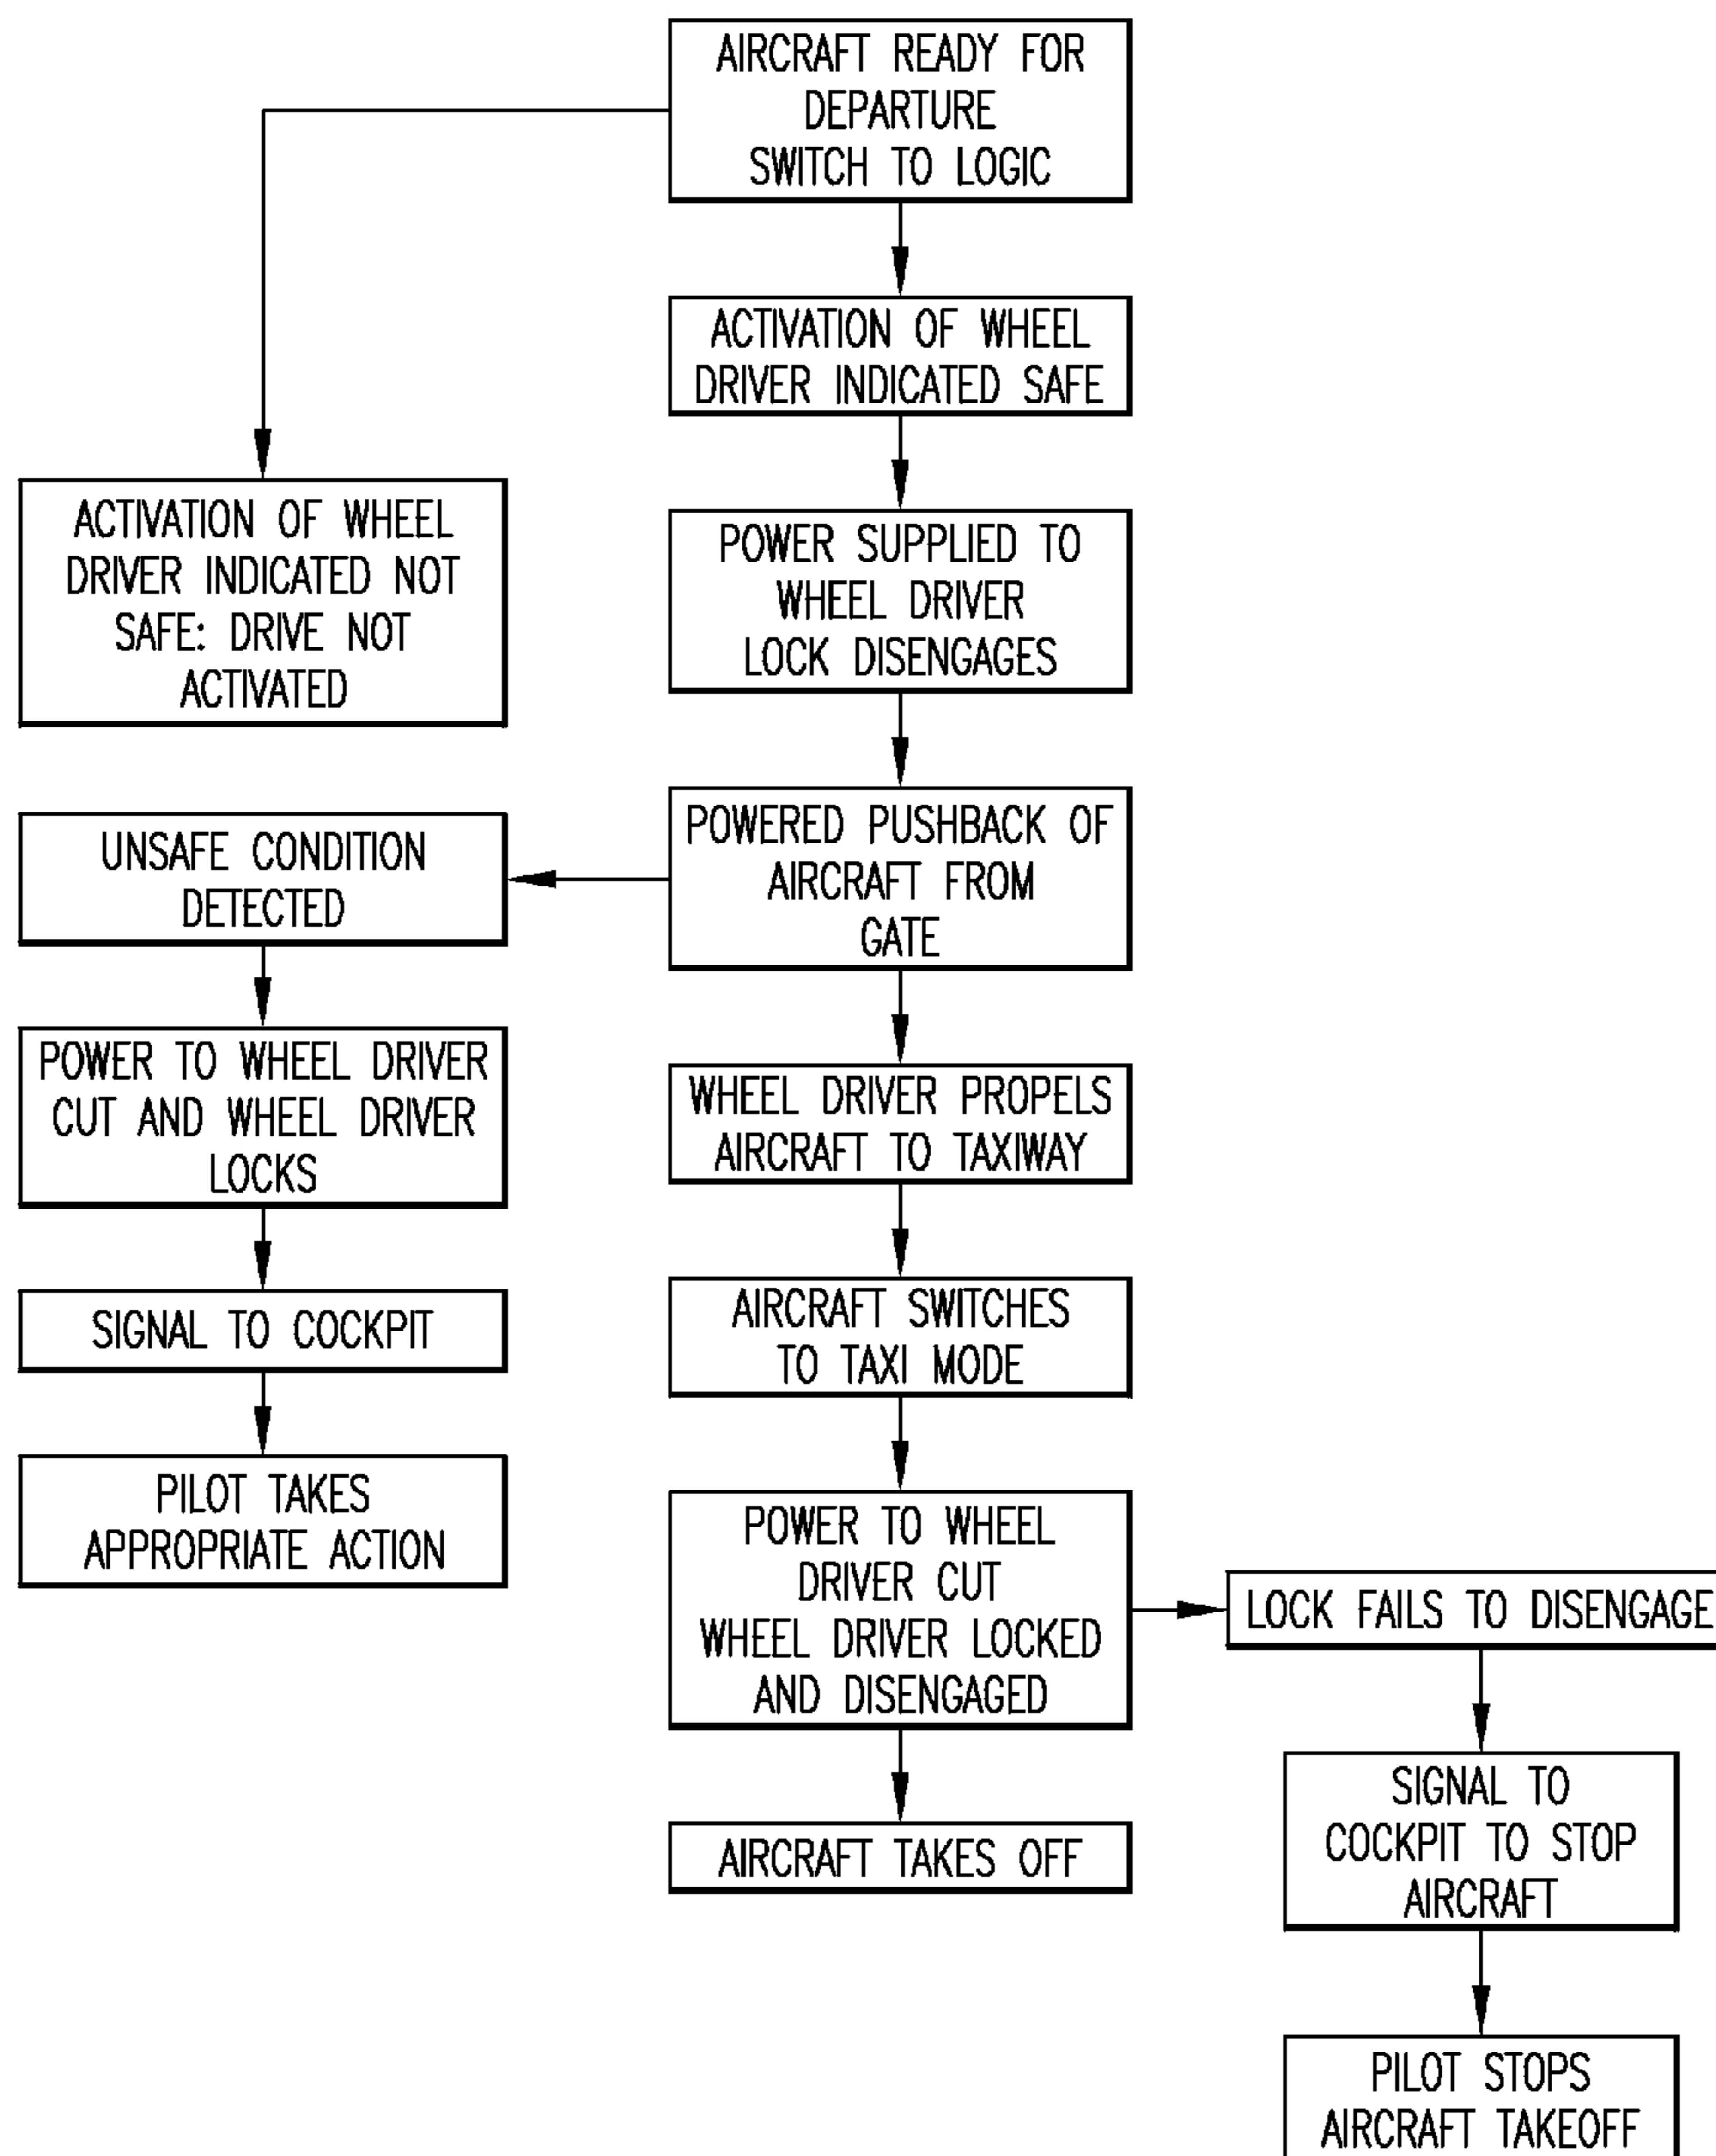 AIRCRAFT READY FOR
DEPARTURE
SWITCH TO LOGIC
ACTIVATION OF WHEEL
DRIVER INDICATED SAFE
ACTIVATION OF WHEEL
DRIVER INDICATED NOT
SAFE: DRIVE NOT
ACTIVATED
POWER SUPPLIED TO
WHEEL DRIVER
LOCK DISENGAGES
POWERED PUSHBACK OF
AIRCRAFT FROM
GATE
UNSAFE CONDITION
DETECTED
POWER TO WHEEL DRIVER
CUT AND WHEEL DRIVER
LOCKS
SIGNAL TO COCKPIT
PILOT TAKES
APPROPRIATE ACTION
WHEEL DRIVER PROPELS
AIRCRAFT TO TAXIWAY
AIRCRAFT SWITCHES
TO TAXI MODE
POWER TO WHEEL
DRIVER CUT
WHEEL DRIVER LOCKED
AND DISENGAGED
AIRCRAFT TAKES OFF
LOCK FAILS TO DISENGAGE
SIGNAL TO
COCKPIT TO STOP
AIRCRAFT
PILOT STOPS
AIRCRAFT TAKEOFF